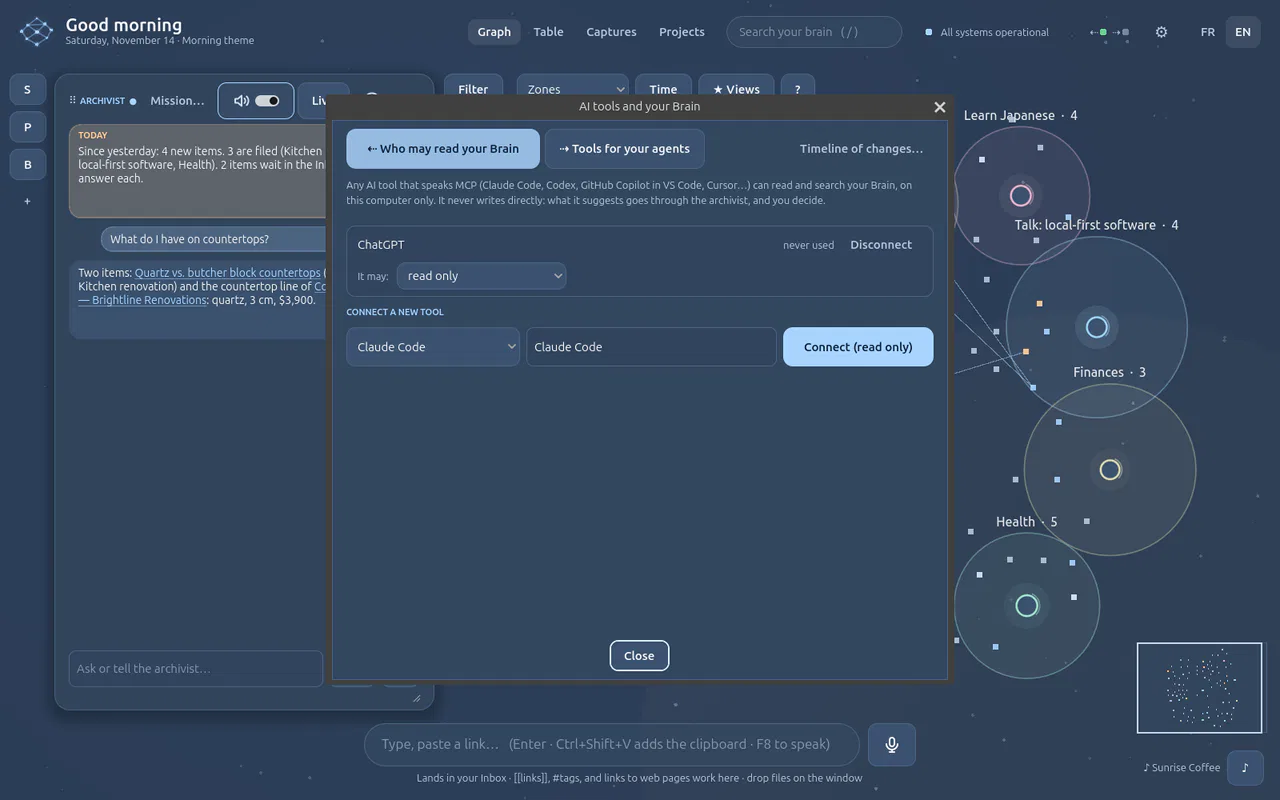 Good morning
Saturday, November 14 · Morning theme
Graph
Table
Captures
Projects
Search your brain ( / )
All systems operational
FR
EN
S
P
B
+
ARCHIVIST
Mission...
Filter
Zones
Time
★ Views
?
TODAY
Since yesterday: 4 new items. 3 are filed (Kitchen
local-first software, Health). 2 items wait in the
answer each.
What do I have on countertops?
Two items: Quartz vs. butcher block countertops (
Kitchen renovation) and the countertop line of
— Brightline Renovations: quartz, 3 cm, $3,900.
Ask or tell the archivist...
AI tools and your Brain
⇠ Who may read your Brain
⇢ Tools for your agents
Timeline of changes...
Any AI tool that speaks MCP (Claude Code, Codex, GitHub Copilot in VS Code, Cursor...) can read and search your Brain, on
this computer only. It never writes directly: what it suggests goes through the archivist, and you decide.
ChatGPT
never used
Disconnect
It may:
read only
CONNECT A NEW TOOL
Claude Code
Claude Code
Connect (read only)
Close
Learn Japanese · 4
Talk: local-first software · 4
Finances · 3
Health · 5
Type, paste a link... (Enter · Ctrl+Shift+V adds the clipboard · F8 to speak)
Lands in your Inbox · [[links]], #tags, and links to web pages work here · drop files on the window
♪ Sunrise Coffee
♪